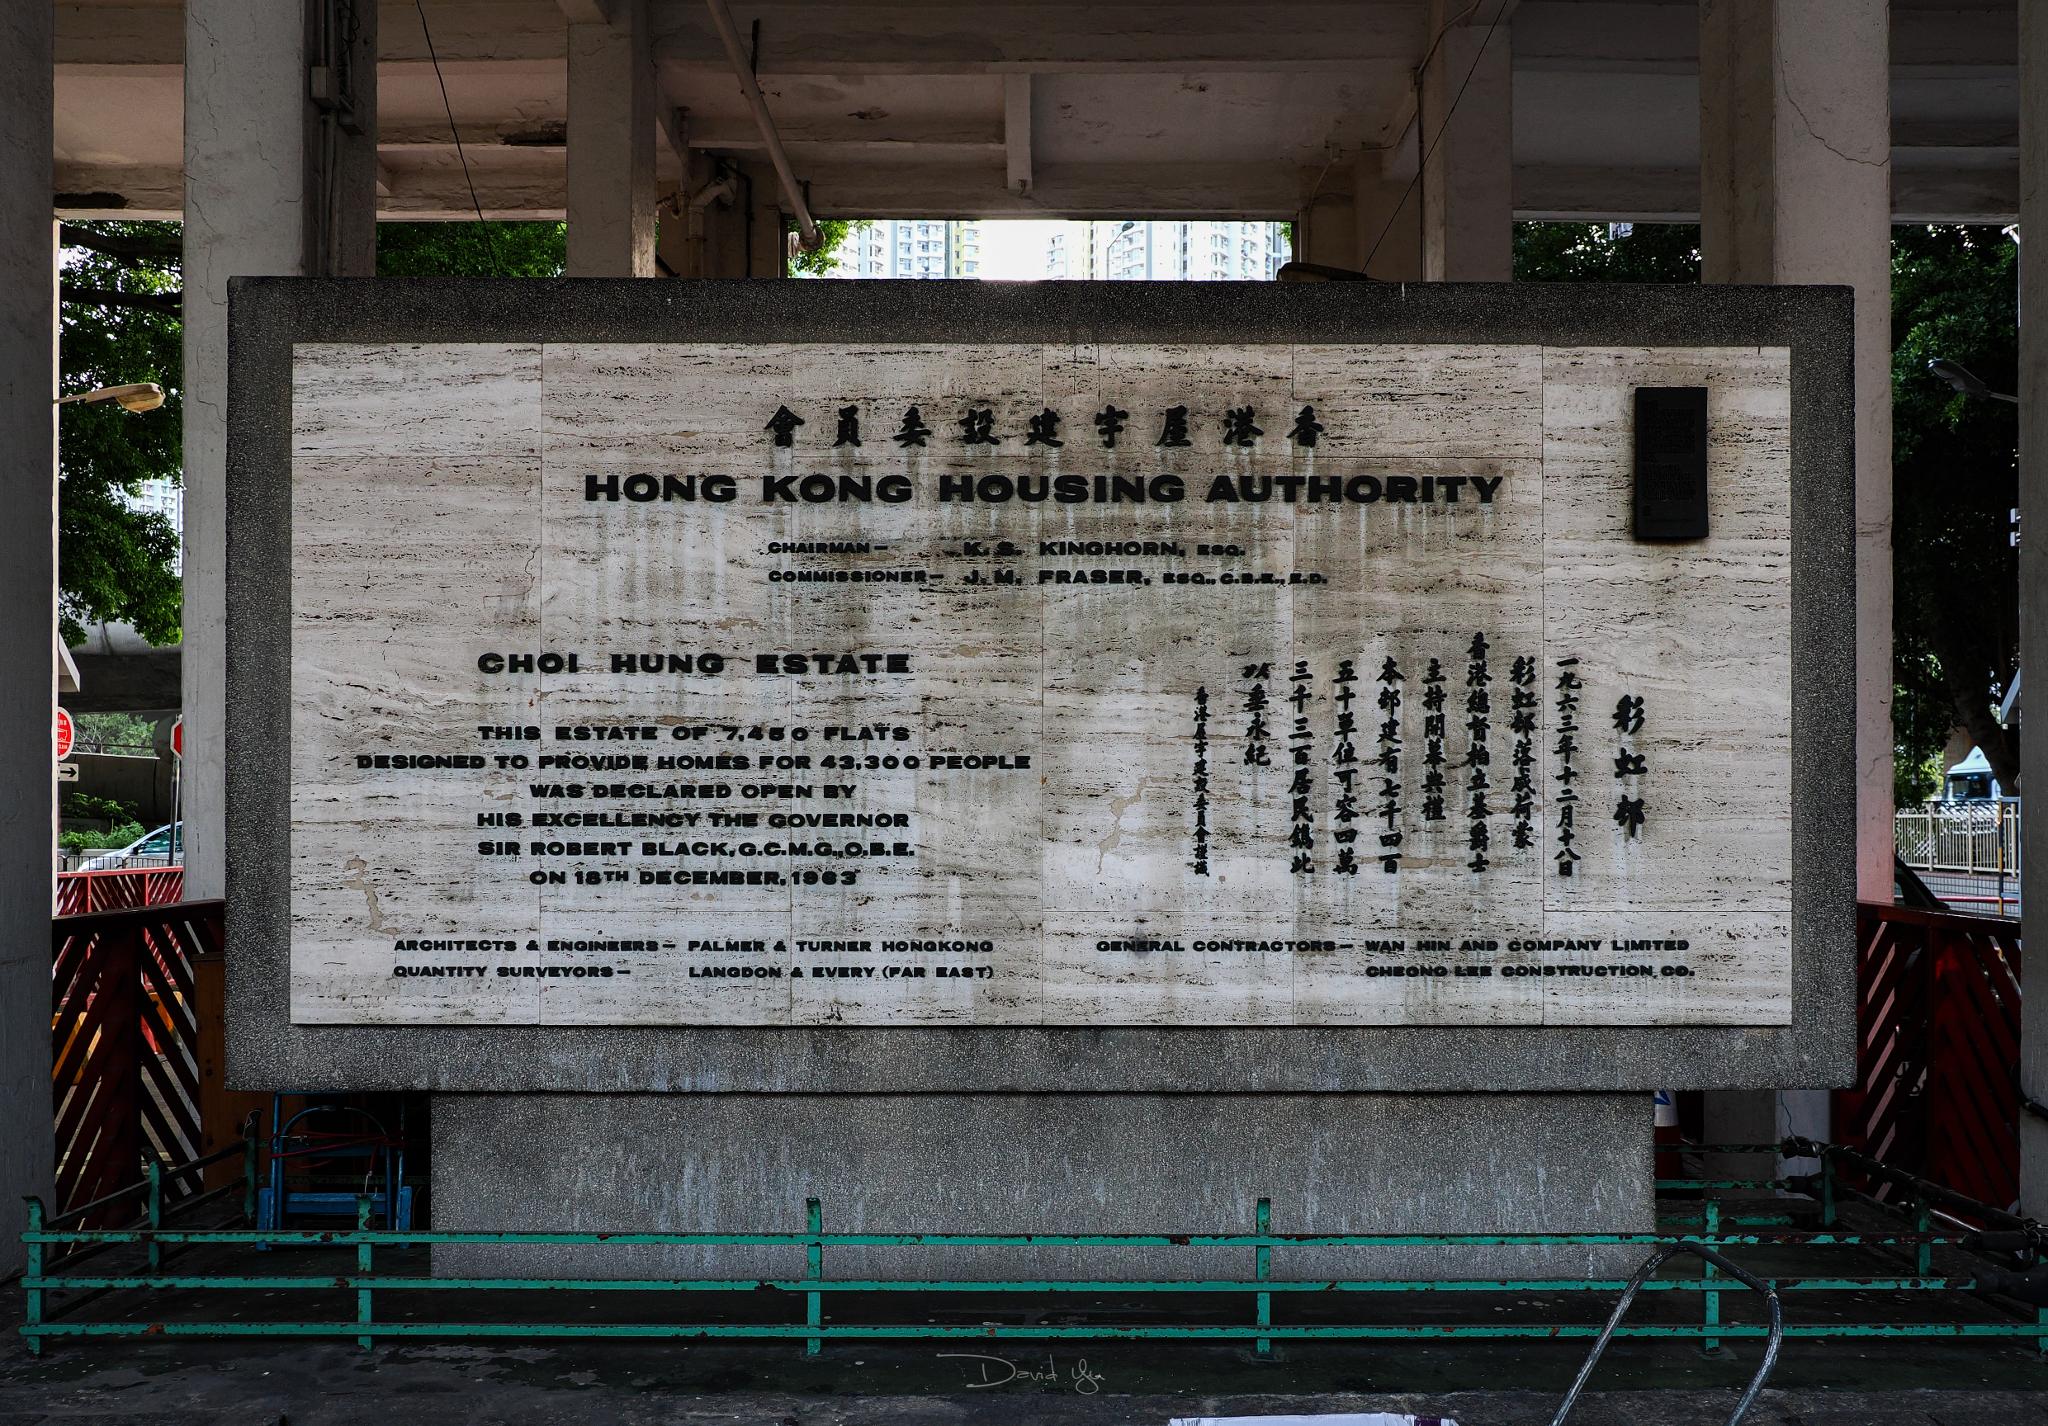 香港屋宇建設委員會
HONG KONG HOUSING AUTHORITY
CHAIRMAN — K. S. KINGHORN, ESQ.
COMMISSIONER — J. M. FRASER, ESQ., C.B.E., E.D.
CHOI HUNG ESTATE
THIS ESTATE OF 7,450 FLATS
DESIGNED TO PROVIDE HOMES FOR 43,300 PEOPLE
WAS DECLARED OPEN BY
HIS EXCELLENCY THE GOVERNOR
SIR ROBERT BLACK, G.C.M.G., O.B.E.
ON 18TH DECEMBER, 1963
彩虹邨
一九六三年十二月十八日
彩虹邨落成荷蒙
香港總督柏立基爵士
主持開幕典禮
本邨建有七千四百
五十單位可容四萬
三千三百居民鐫此
以垂永紀
香港屋宇建設委員會謹識
ARCHITECTS & ENGINEERS — PALMER & TURNER HONGKONG
QUANTITY SURVEYORS — LANGDON & EVERY (FAR EAST)
GENERAL CONTRACTORS — WAN HIN AND COMPANY LIMITED
CHEONG LEE CONSTRUCTION CO.
David Yu